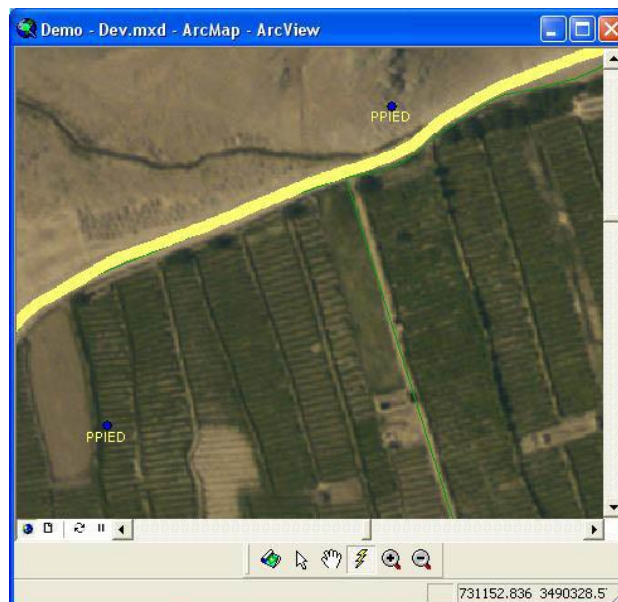 Demo - Dev.mxd - ArcMap - ArcView
PPIED
PPIED
731152.836 3490328.5